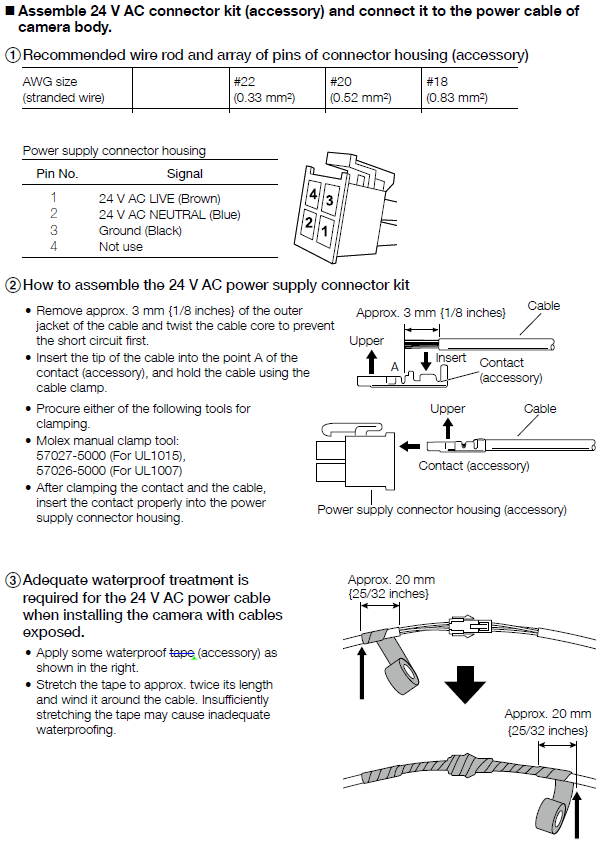 ■ Assemble 24 V AC connector kit (accessory) and connect it to the power cable of
camera body.
① Recommended wire rod and array of pins of connector housing (accessory)
AWG size
(stranded wire)
#22
(0.33 mm²)
#20
(0.52 mm²)
#18
(0.83 mm²)
Power supply connector housing
Pin No. Signal
1 24 V AC LIVE (Brown)
2 24 V AC NEUTRAL (Blue)
3 Ground (Black)
4 Not use
4 3
2 1
② How to assemble the 24 V AC power supply connector kit
• Remove approx. 3 mm {1/8 inches} of the outer
jacket of the cable and twist the cable core to prevent
the short circuit first.
• Insert the tip of the cable into the point A of the
contact (accessory), and hold the cable using the
cable clamp.
• Procure either of the following tools for
clamping.
• Molex manual clamp tool:
57027-5000 (For UL1015),
57026-5000 (For UL1007)
• After clamping the contact and the cable,
insert the contact properly into the power
supply connector housing.
Approx. 3 mm {1/8 inches}
Cable
Upper
A
Insert
Contact
(accessory)
Upper
Cable
Contact (accessory)
Power supply connector housing (accessory)
③ Adequate waterproof treatment is
required for the 24 V AC power cable
when installing the camera with cables
exposed.
• Apply some waterproof tape (accessory) as
shown in the right.
• Stretch the tape to approx. twice its length
and wind it around the cable. Insufficiently
stretching the tape may cause inadequate
waterproofing.
Approx. 20 mm
{25/32 inches}
Approx. 20 mm
{25/32 inches}